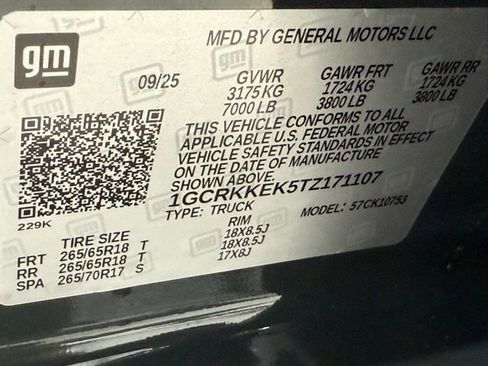 gm
MFD BY GENERAL MOTORS LLC
09/25 GVWR GAWR FRT GAWR RR
3175 KG 1724 KG 1724 KG
7000 LB 3800 LB 3800 LB
THIS VEHICLE CONFORMS TO ALL
APPLICABLE U.S. FEDERAL MOTOR
VEHICLE SAFETY STANDARDS IN EFFECT
ON THE DATE OF MANUFACTURE
SHOWN ABOVE.
1GCRKKEK5TZ171107
TYPE: TRUCK MODEL: 57CK10753
229K
TIRE SIZE RIM
FRT 265/65R18 T 18X8.5J
RR 265/65R18 T 18X8.5J
SPA 265/70R17 S 17X8J